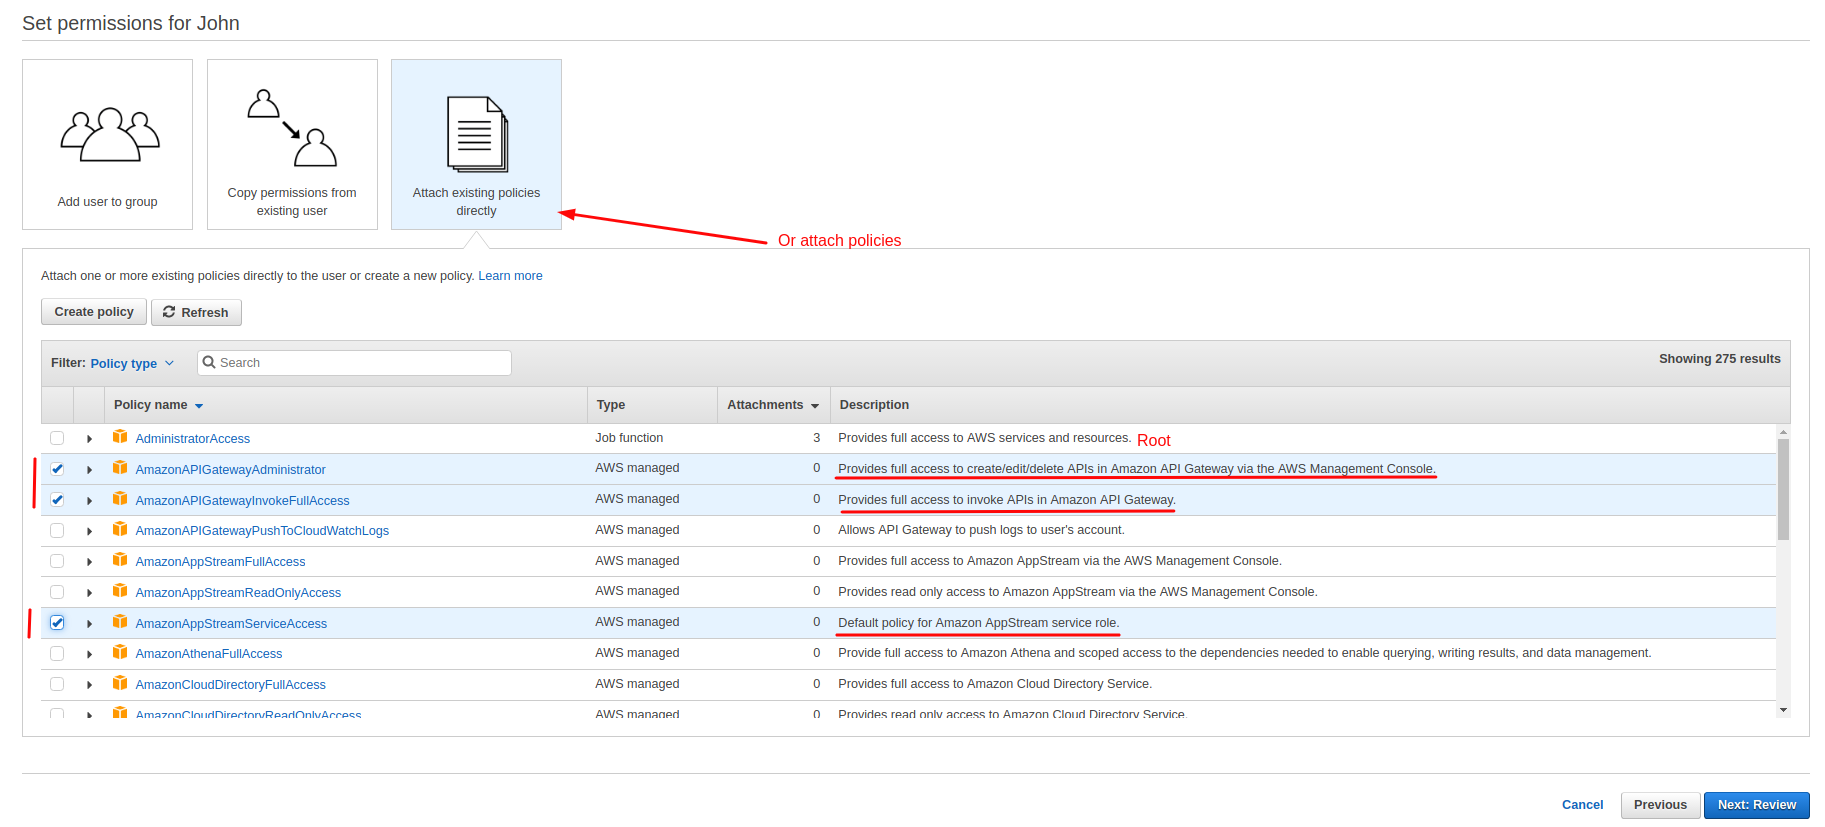 Set permissions for John
Add user to group
Copy permissions from
existing user
Attach existing policies
directly
Or attach policies
Attach one or more existing policies directly to the user or create a new policy. Learn more
Create policy Refresh
Filter: Policy type Search Showing 275 results
Policy name Type Attachments Description
AdministratorAccess Job function 3 Provides full access to AWS services and resources. Root
AmazonAPIGatewayAdministrator AWS managed 0 Provides full access to create/edit/delete APIs in Amazon API Gateway via the AWS Management Console.
AmazonAPIGatewayInvokeFullAccess AWS managed 0 Provides full access to invoke APIs in Amazon API Gateway.
AmazonAPIGatewayPushToCloudWatchLogs AWS managed 0 Allows API Gateway to push logs to user's account.
AmazonAppStreamFullAccess AWS managed 0 Provides full access to Amazon AppStream via the AWS Management Console.
AmazonAppStreamReadOnlyAccess AWS managed 0 Provides read only access to Amazon AppStream via the AWS Management Console.
AmazonAppStreamServiceAccess AWS managed 0 Default policy for Amazon AppStream service role.
AmazonAthenaFullAccess AWS managed 0 Provide full access to Amazon Athena and scoped access to the dependencies needed to enable querying, writing results, and data management.
AmazonCloudDirectoryFullAccess AWS managed 0 Provides full access to Amazon Cloud Directory Service.
AmazonCloudDirectoryReadOnlyAccess AWS managed 0 Provides read only access to Amazon Cloud Directory Service.
Cancel Previous Next: Review